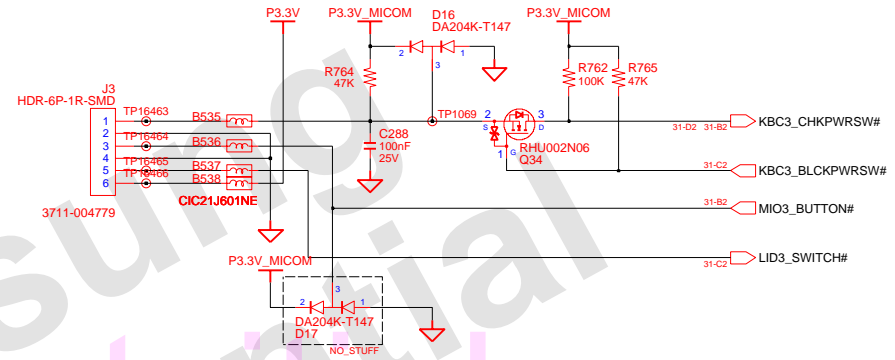 P3.3V
P3.3V_MICOM
D16
DA204K-T147
P3.3V_MICOM
2
1
3
R764
47K
R762
100K
R765
47K
J3
HDR-6P-1R-SMD
1
2
3
4
5
6
3711-004779
TP16463
TP16464
TP16465
TP16466
B535
B536
B537
B538
CIC21J601NE
C288
100nF
25V
TP1069
2
S
3
D
1
G
RHU002N06
Q34
31-D2
31-B2
KBC3_CHKPWRSW#
31-C2
KBC3_BLCKPWRSW#
31-B2
MIO3_BUTTON#
31-C2
LID3_SWITCH#
P3.3V_MICOM
3
2
1
DA204K-T147
D17
NO_STUFF
sung
ntial